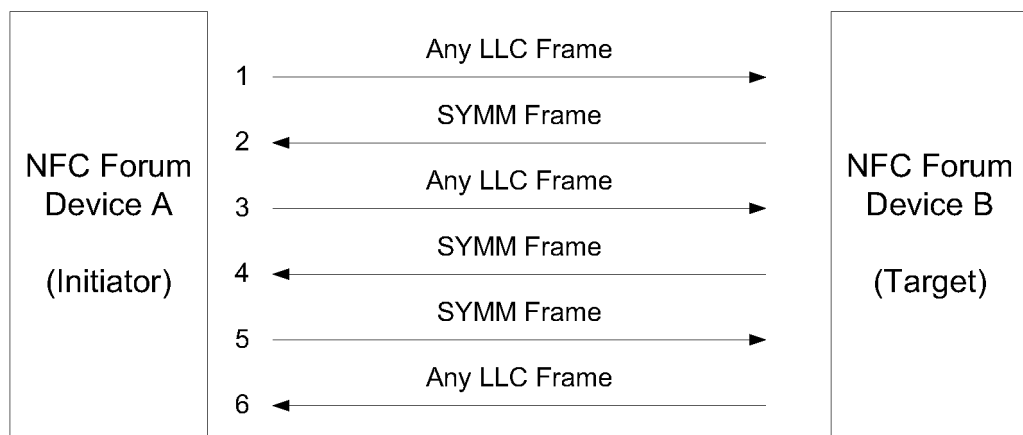 NFC Forum
Device A
(Initiator)
1
Any LLC Frame
2
SYMM Frame
3
Any LLC Frame
4
SYMM Frame
5
SYMM Frame
6
Any LLC Frame
NFC Forum
Device B
(Target)